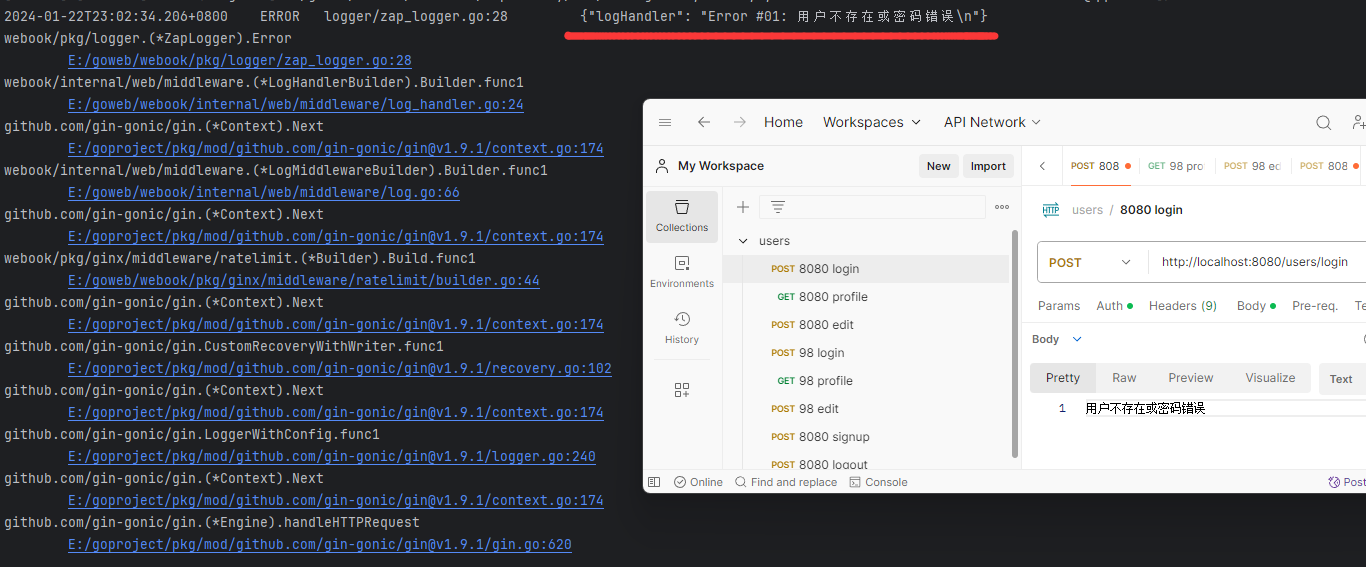 2024-01-22T23:02:34.206+0800 ERROR logger/zap_logger.go:28 {"logHandler": "Error #01: 用户不存在或密码错误\n"}
webook/pkg/logger.(*ZapLogger).Error
E:/goweb/webook/pkg/logger/zap_logger.go:28
webook/internal/web/middleware.(*LogHandlerBuilder).Builder.func1
E:/goweb/webook/internal/web/middleware/log_handler.go:24
github.com/gin-gonic/gin.(*Context).Next
E:/goproject/pkg/mod/github.com/gin-gonic/gin@v1.9.1/context.go:174
webook/internal/web/middleware.(*LogMiddlewareBuilder).Builder.func1
E:/goweb/webook/internal/web/middleware/log.go:66
github.com/gin-gonic/gin.(*Context).Next
E:/goproject/pkg/mod/github.com/gin-gonic/gin@v1.9.1/context.go:174
webook/pkg/ginx/middleware/ratelimit.(*Builder).Build.func1
E:/goweb/webook/pkg/ginx/middleware/ratelimit/builder.go:44
github.com/gin-gonic/gin.(*Context).Next
E:/goproject/pkg/mod/github.com/gin-gonic/gin@v1.9.1/context.go:174
github.com/gin-gonic/gin.CustomRecoveryWithWriter.func1
E:/goproject/pkg/mod/github.com/gin-gonic/gin@v1.9.1/recovery.go:102
github.com/gin-gonic/gin.(*Context).Next
E:/goproject/pkg/mod/github.com/gin-gonic/gin@v1.9.1/context.go:174
github.com/gin-gonic/gin.LoggerWithConfig.func1
E:/goproject/pkg/mod/github.com/gin-gonic/gin@v1.9.1/logger.go:240
github.com/gin-gonic/gin.(*Context).Next
E:/goproject/pkg/mod/github.com/gin-gonic/gin@v1.9.1/context.go:174
github.com/gin-gonic/gin.(*Engine).handleHTTPRequest
E:/goproject/pkg/mod/github.com/gin-gonic/gin@v1.9.1/gin.go:620
Home Workspaces API Network
My Workspace New Import
POST 808 GET 98 pro POST 98 ed POST 808
Collections
Environments
History
users
POST 8080 login
GET 8080 profile
POST 8080 edit
POST 98 login
GET 98 profile
POST 98 edit
POST 8080 signup
POST 8080 logout
HTTP users / 8080 login
POST http://localhost:8080/users/login
Params Auth Headers (9) Body Pre-req. Te
Body
Pretty Raw Preview Visualize Text
1 用户不存在或密码错误
Online Find and replace Console Post